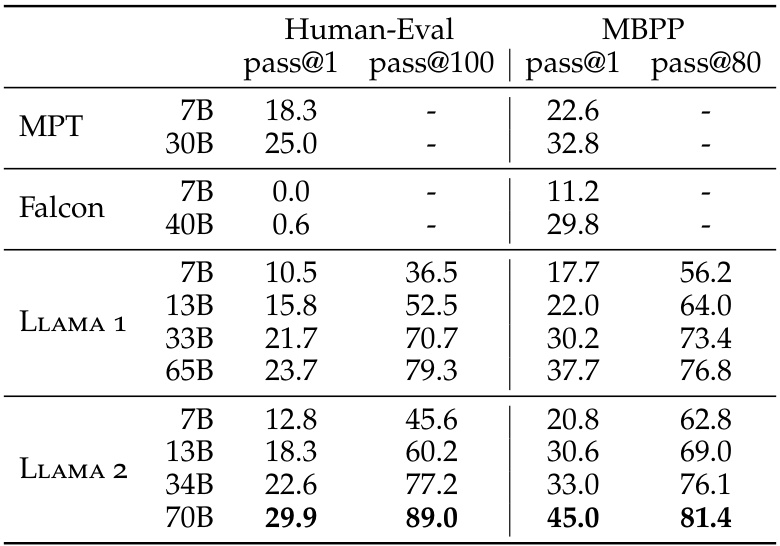 Human-Eval MBPP
pass@1 pass@100 pass@1 pass@80
MPT
7B 18.3 - 22.6 -
30B 25.0 - 32.8 -
Falcon
7B 0.0 - 11.2 -
40B 0.6 - 29.8 -
Llama 1
7B 10.5 36.5 17.7 56.2
13B 15.8 52.5 22.0 64.0
33B 21.7 70.7 30.2 73.4
65B 23.7 79.3 37.7 76.8
Llama 2
7B 12.8 45.6 20.8 62.8
13B 18.3 60.2 30.6 69.0
34B 22.6 77.2 33.0 76.1
70B 29.9 89.0 45.0 81.4